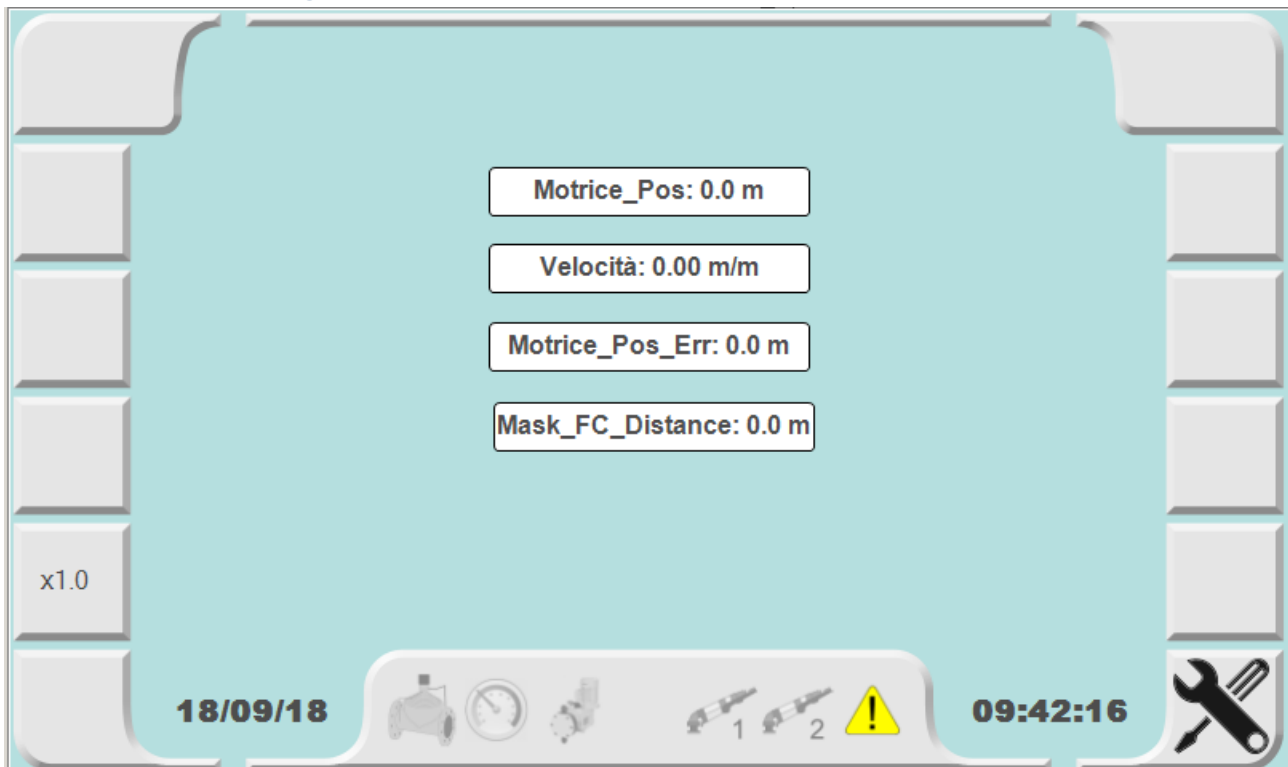 Motrice_Pos: 0.0 m
Velocità: 0.00 m/m
Motrice_Pos_Err: 0.0 m
Mask_FC_Distance: 0.0 m
x1.0
18/09/18
1
2
!
09:42:16